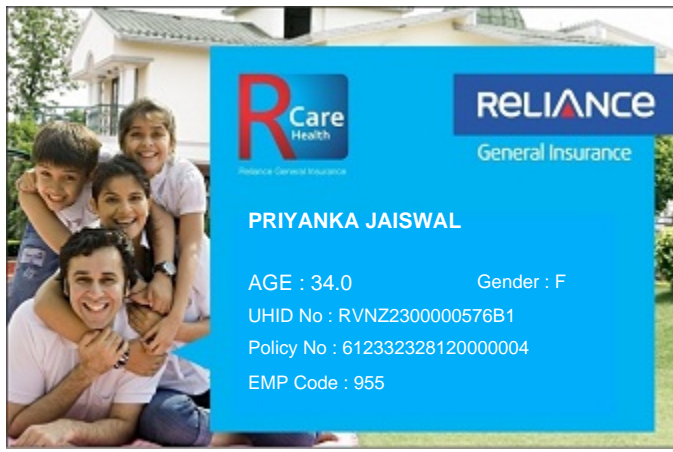 R Care
Health
Reliance General Insurance
RELIANCE
General Insurance
PRIYANKA JAISWAL
AGE : 34.0 Gender : F
UHID No : RVNZ2300000576B1
Policy No : 612332328120000004
EMP Code : 955